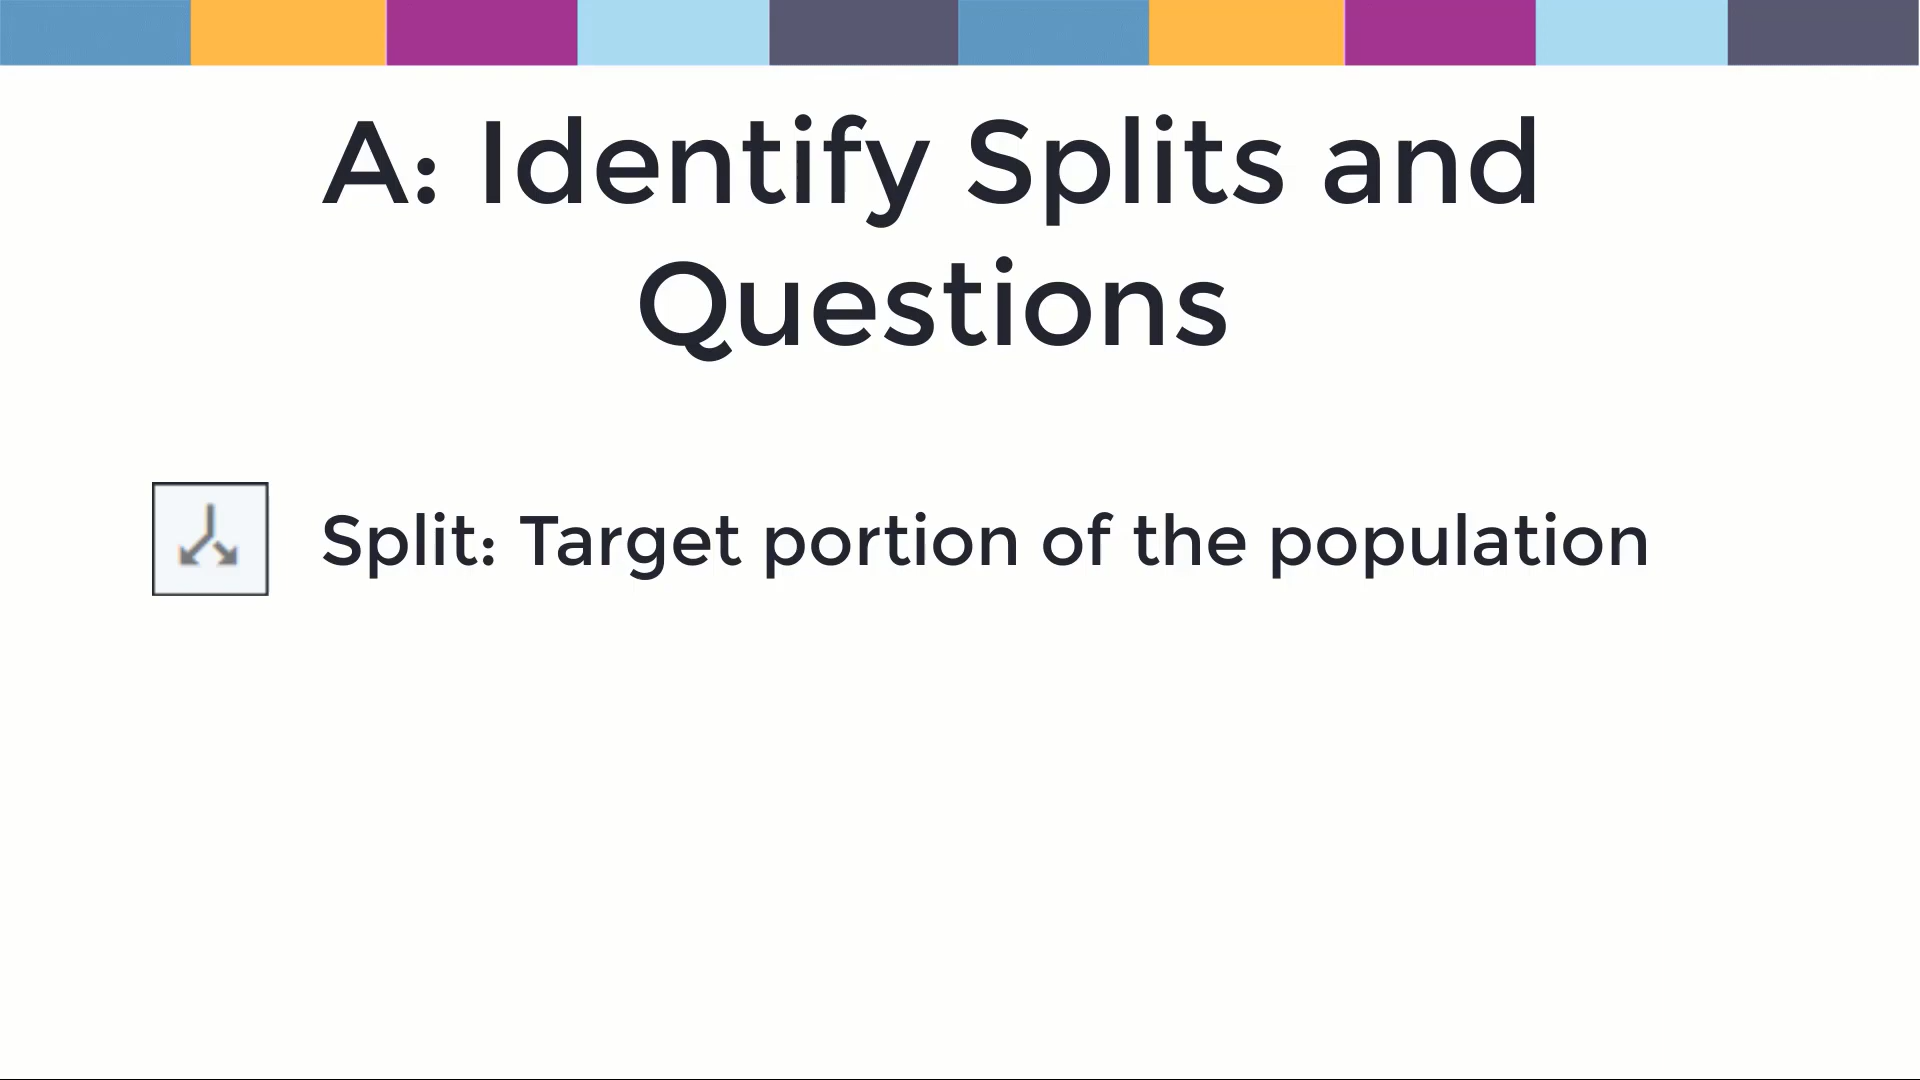 A: Identify Splits and
Questions
Split: Target portion of the population